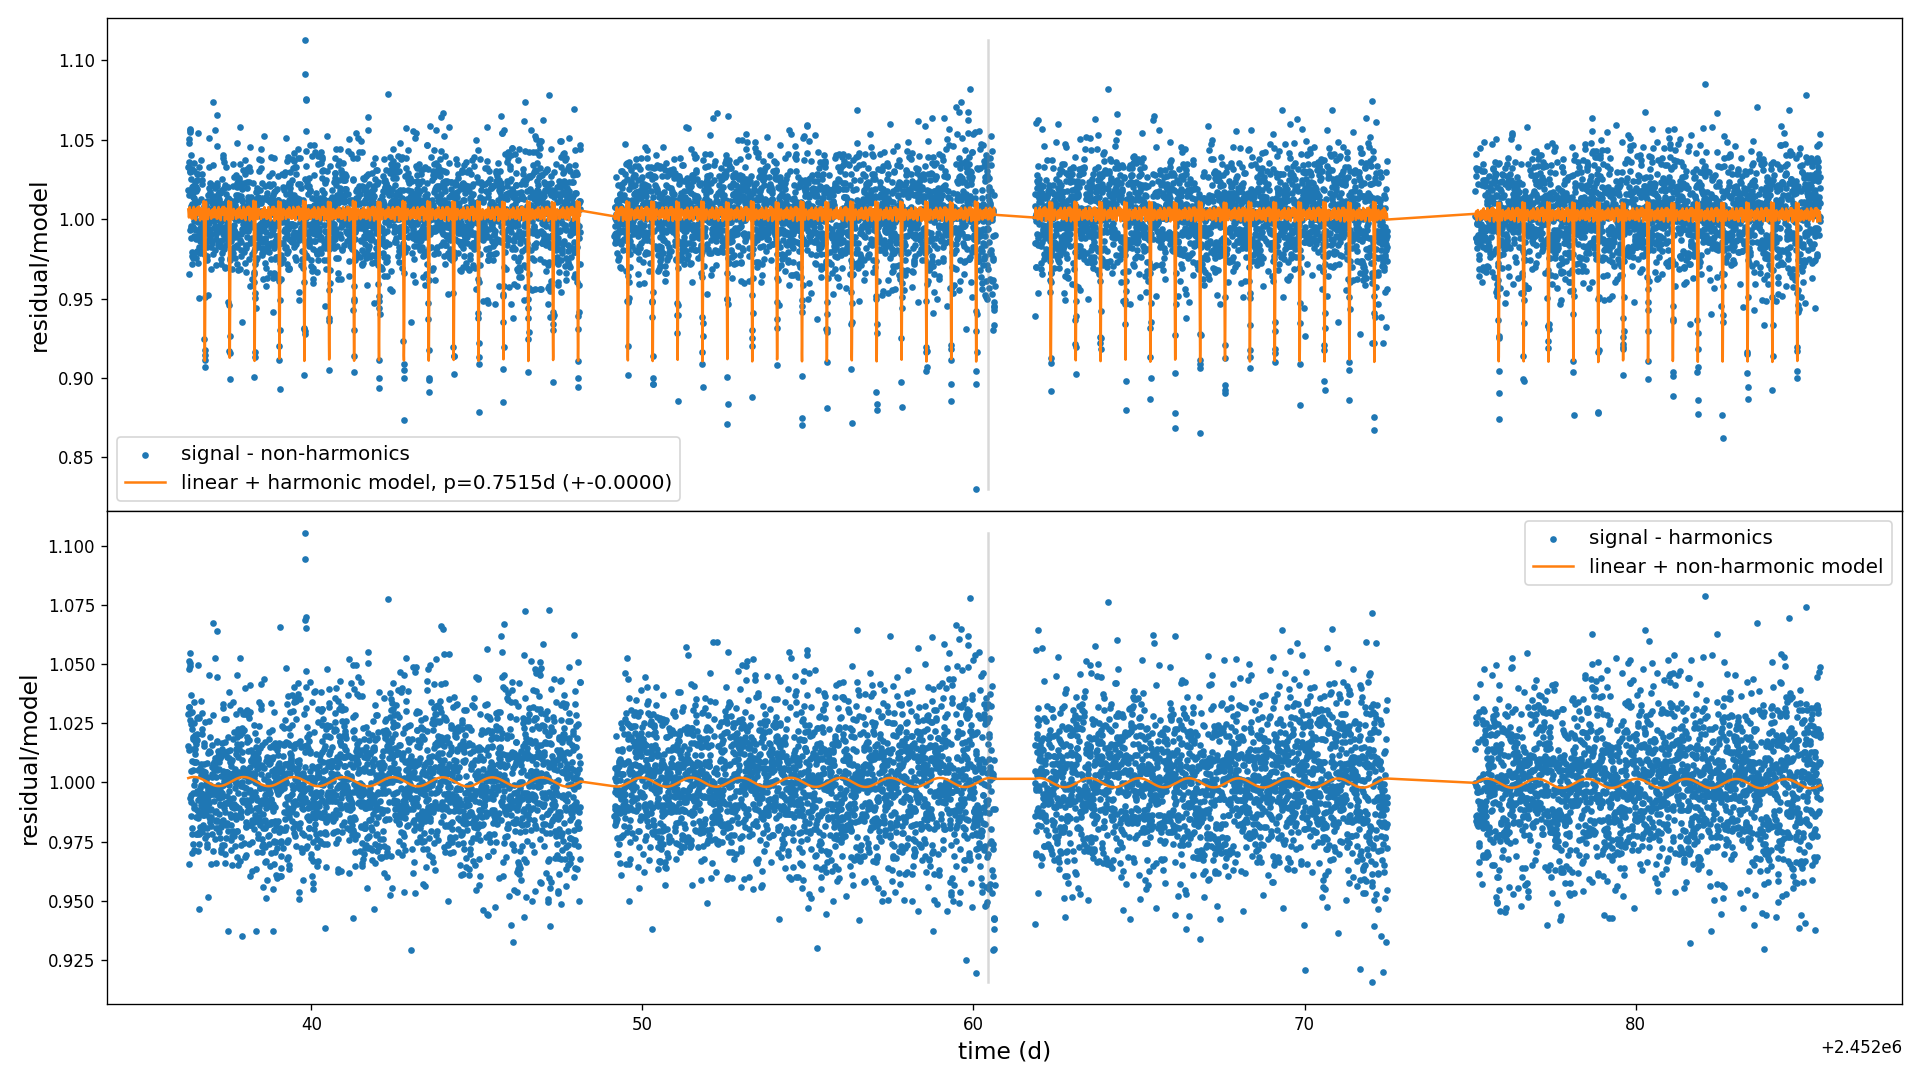 1.10
1.05
1.00
0.95
0.90
0.85
residual/model
signal - non-harmonics
linear + harmonic model, p=0.7515d (+-0.0000)
signal - harmonics
linear + non-harmonic model
1.100
1.075
1.050
1.025
1.000
0.975
0.950
0.925
residual/model
40
50
60
70
80
time (d)
+2.452e6